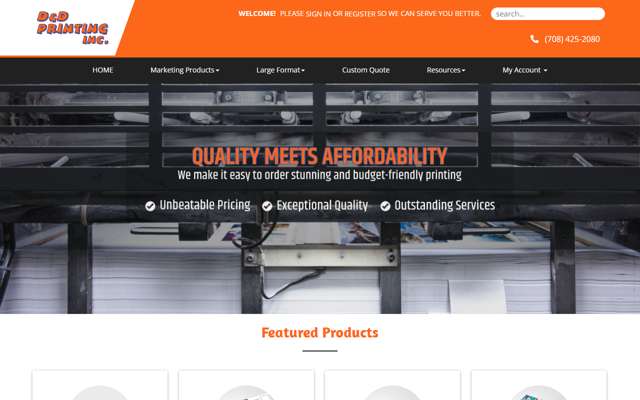 D&D
PRINTING
INC.
WELCOME! PLEASE SIGN IN OR REGISTER SO WE CAN SERVE YOU BETTER.
search...
(708) 425-2080
HOME
Marketing Products
Large Format
Custom Quote
Resources
My Account
QUALITY MEETS AFFORDABILITY
We make it easy to order stunning and budget-friendly printing
Unbeatable Pricing
Exceptional Quality
Outstanding Services
Featured Products